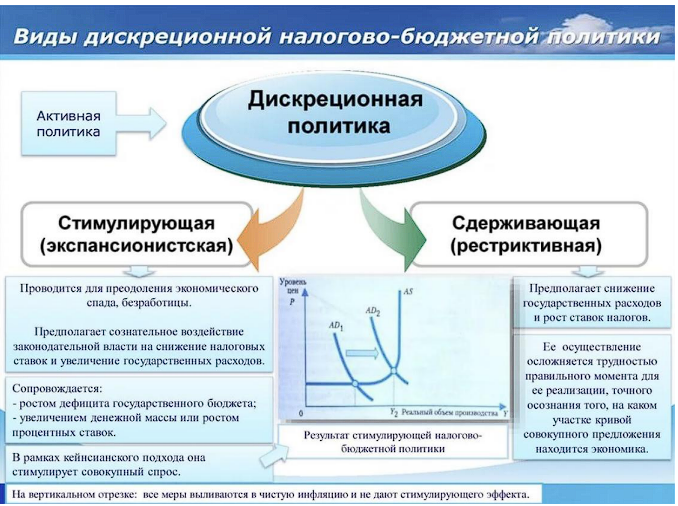 Виды дискреционной налогово-бюджетной политики
Активная
политика
Дискреционная
политика
Стимулирующая
(экспансионистская)
Сдерживающая
(рестриктивная)
Проводится для преодоления экономического
спада, безработицы.
Предполагает сознательное воздействие
законодательной власти на снижение налоговых
ставок и увеличение государственных расходов.
Сопровождается:
- ростом дефицита государственного бюджета;
- увеличением денежной массы или ростом
процентных ставок.
В рамках кейнсианского подхода она
стимулирует совокупный спрос.
Уровень
цен
P
AS
AD2
AD1
0
Y2 Реальный объем производства Y
Результат стимулирующей налогово-
бюджетной политики
Предполагает снижение
государственных расходов
и рост ставок налогов.
Ее осуществление
осложняется трудностью
правильного момента для
ее реализации, точного
осознания того, на каком
участке кривой
совокупного предложения
находится экономика.
На вертикальном отрезке: все меры выливаются в чистую инфляцию и не дают стимулирующего эффекта.